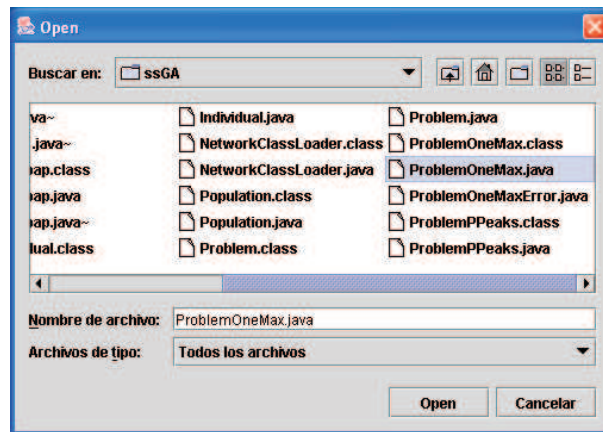 Open
Buscar en: ssGA
va~ Individual.java Problem.java
.java~ NetworkClassLoader.class ProblemOneMax.class
ap.class NetworkClassLoader.java ProblemOneMax.java
ap.java Population.class ProblemOneMaxError.java
ap.java~ Population.java ProblemPPeaks.class
lual.class Problem.class ProblemPPeaks.java
Nombre de archivo: ProblemOneMax.java
Archivos de tipo: Todos los archivos
Open Cancelar